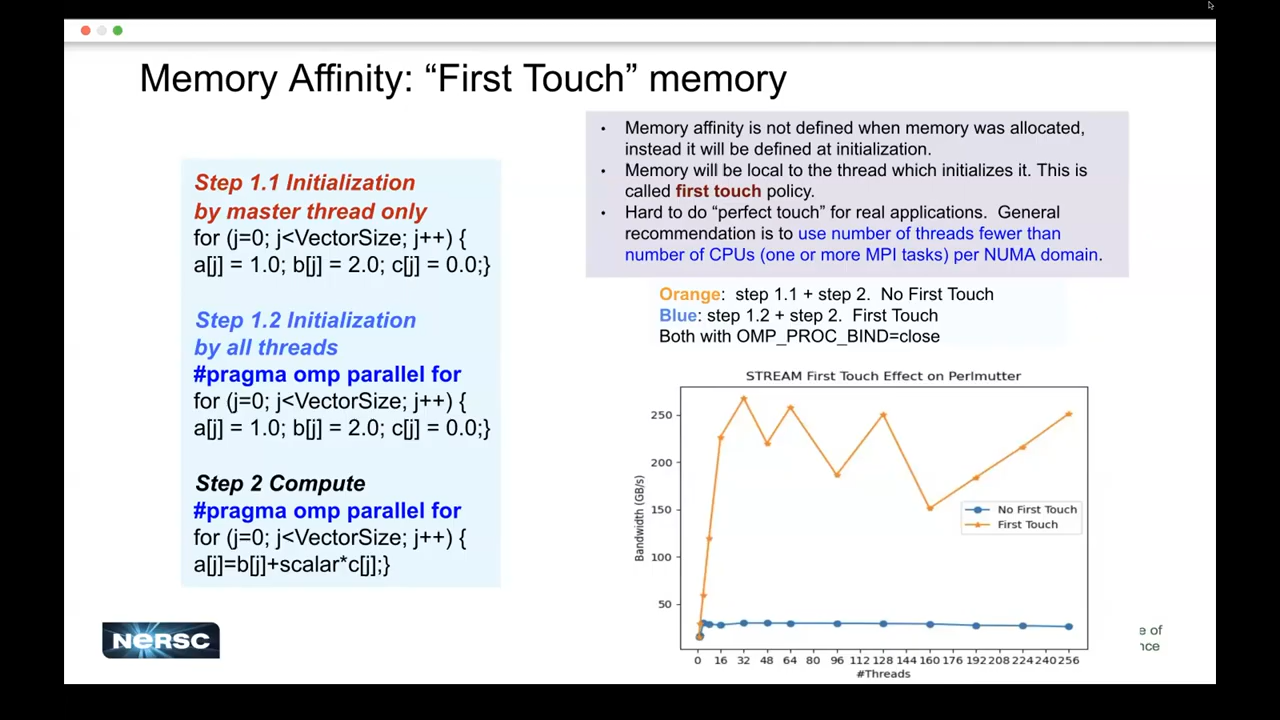 Memory Affinity: “First Touch” memory
Step 1.1 Initialization
by master thread only
for (j=0; j<VectorSize; j++) {
a[j] = 1.0; b[j] = 2.0; c[j] = 0.0;}
Step 1.2 Initialization
by all threads
#pragma omp parallel for
for (j=0; j<VectorSize; j++) {
a[j] = 1.0; b[j] = 2.0; c[j] = 0.0;}
Step 2 Compute
#pragma omp parallel for
for (j=0; j<VectorSize; j++) {
a[j]=b[j]+scalar*c[j];}
• Memory affinity is not defined when memory was allocated,
instead it will be defined at initialization.
• Memory will be local to the thread which initializes it. This is
called first touch policy.
• Hard to do “perfect touch” for real applications. General
recommendation is to use number of threads fewer than
number of CPUs (one or more MPI tasks) per NUMA domain.
Orange: step 1.1 + step 2. No First Touch
Blue: step 1.2 + step 2. First Touch
Both with OMP_PROC_BIND=close
STREAM First Touch Effect on Perlmutter
Bandwidth (GB/s)
250
200
150
100
50
No First Touch
First Touch
0 16 32 48 64 80 96 112 128 144 160 176 192 208 224 240 256
#Threads
NERSC
e of
nce